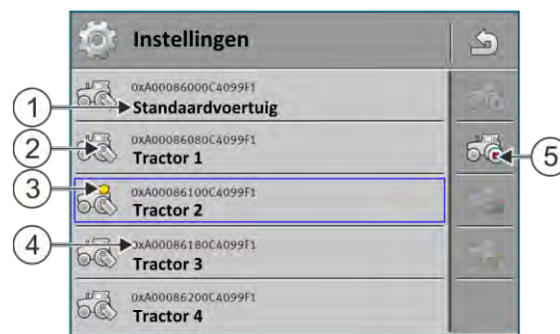 Instellingen
0xA00086000C4099F1
1
Standaardvoertuig
0xA00086080C4099F1
2
Tractor 1
5
3
0xA00086100C4099F1
Tractor 2
4
0xA00086180C4099F1
Tractor 3
0xA00086200C4099F1
Tractor 4